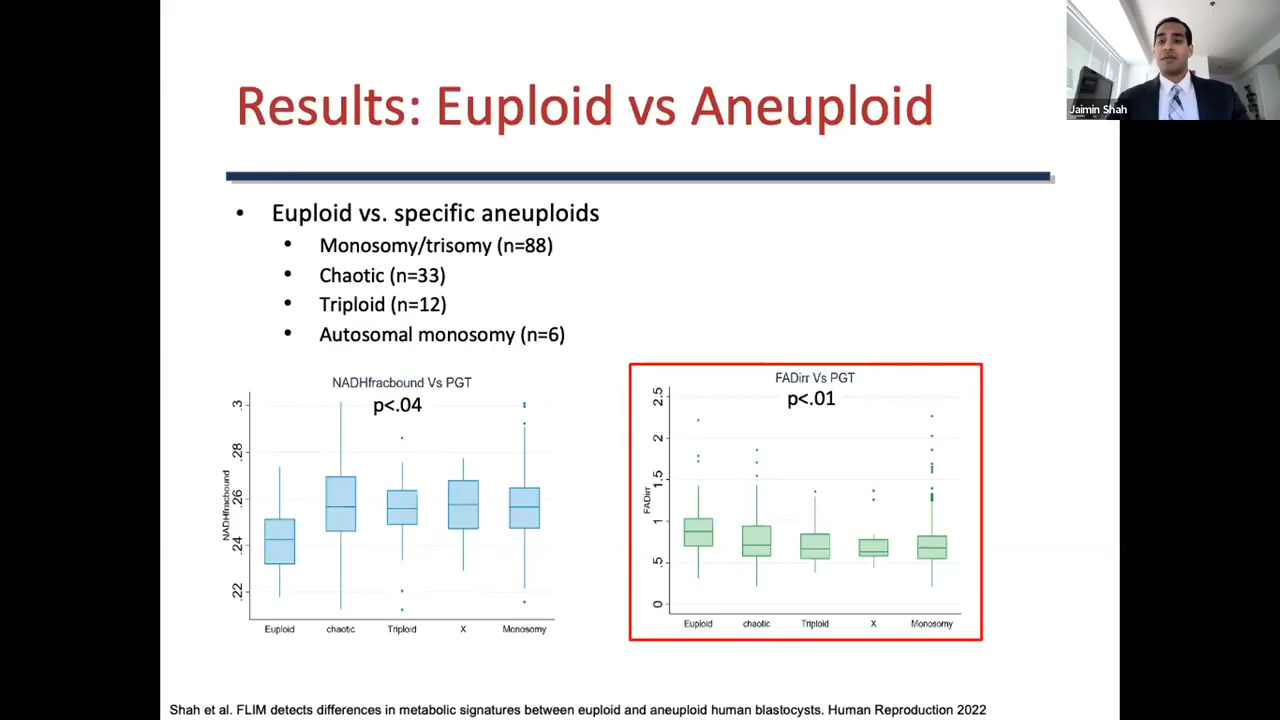 Results: Euploid vs Aneuploid
Jaimin Shah
• Euploid vs. specific aneuploids
• Monosomy/trisomy (n=88)
• Chaotic (n=33)
• Triploid (n=12)
• Autosomal monosomy (n=6)
NADHfracbound Vs PGT
p<.04
NADHfracbound
.3
.28
.26
.24
.22
Euploid chaotic Triploid X Monosomy
FADirr Vs PGT
p<.01
FADirr
2.5
2
1.5
1
.5
0
Euploid chaotic Triploid X Monosomy
Shah et al. FLIM detects differences in metabolic signatures between euploid and aneuploid human blastocysts. Human Reproduction 2022